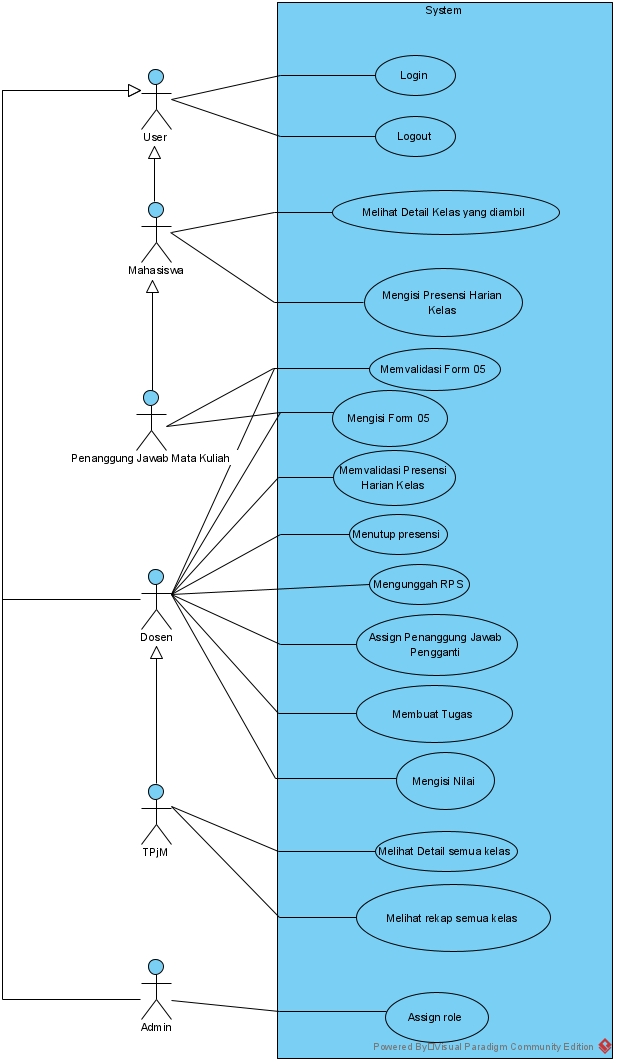 System
Login
User
Logout
Melihat Detail Kelas yang diambil
Mahasiswa
Mengisi Presensi Harian
Kelas
Memvalidasi Form 05
Mengisi Form 05
Penanggung Jawab Mata Kuliah
Memvalidasi Presensi
Harian Kelas
Menutup presensi
Mengunggah RPS
Dosen
Assign Penanggung Jawab
Pengganti
Membuat Tugas
Mengisi Nilai
TPjM
Melihat Detail semua kelas
Melihat rekap semua kelas
Admin
Assign role
Powered By Visual Paradigm Community Edition